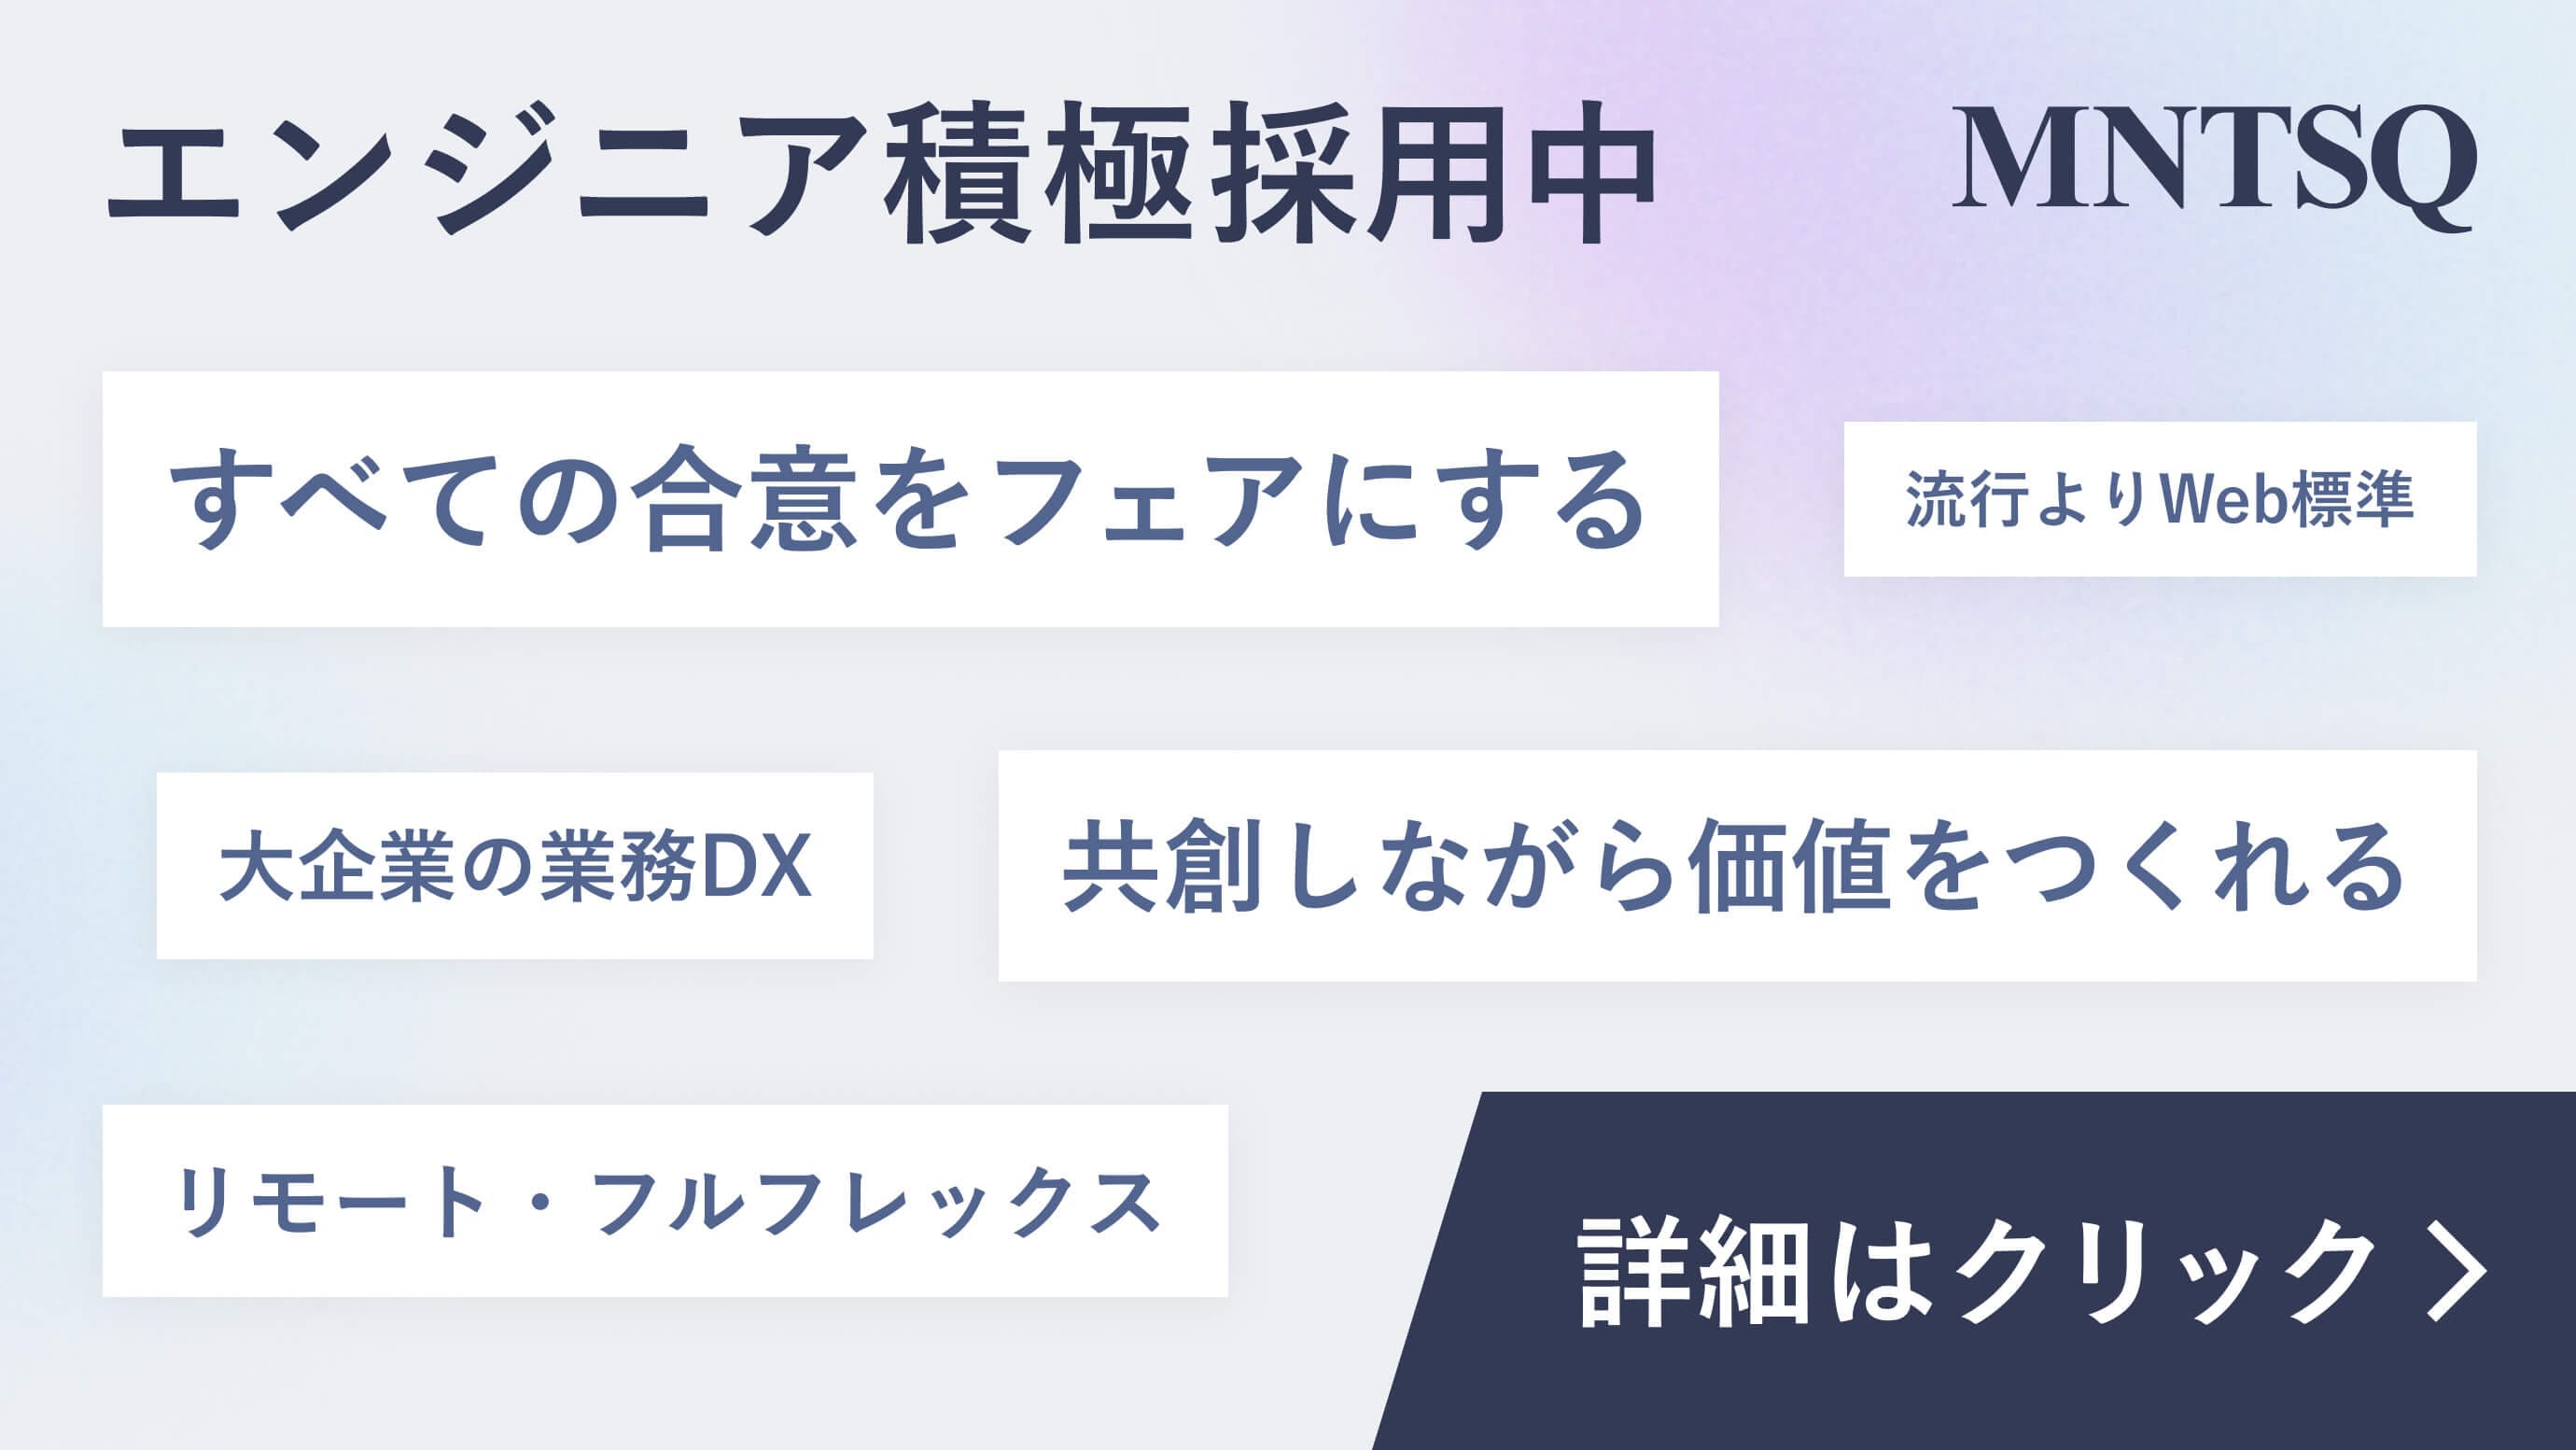 エンジニア積極採用中
MNTSQ
すべての合意をフェアにする
流行よりWeb標準
大企業の業務DX
共創しながら価値をつくれる
リモート・フルフレックス
詳細はクリック